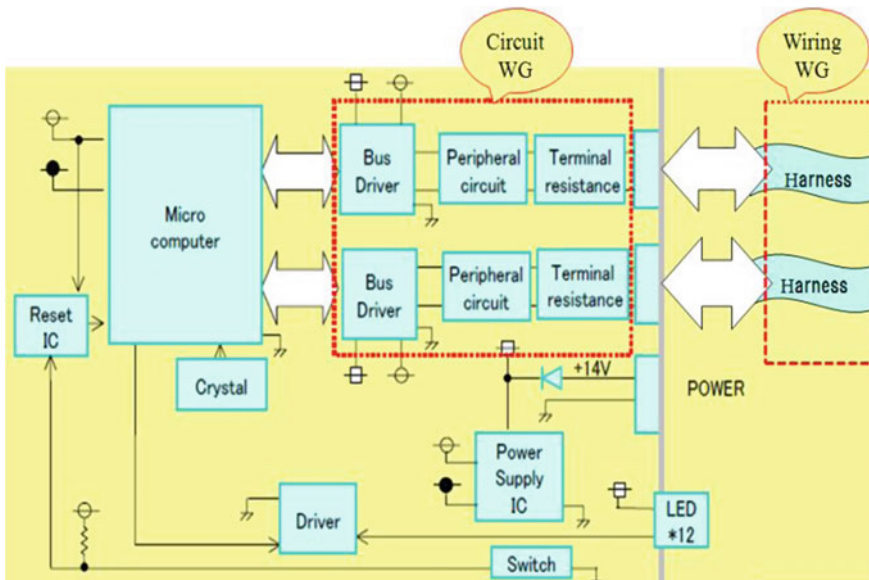 Circuit
WG
Wiring
WG
Micro
computer
Bus
Driver
Peripheral
circuit
Terminal
resistance
Harness
Bus
Driver
Peripheral
circuit
Terminal
resistance
Harness
Reset
IC
Crystal
+14V
POWER
Power
Supply
IC
Driver
LED
*12
Switch